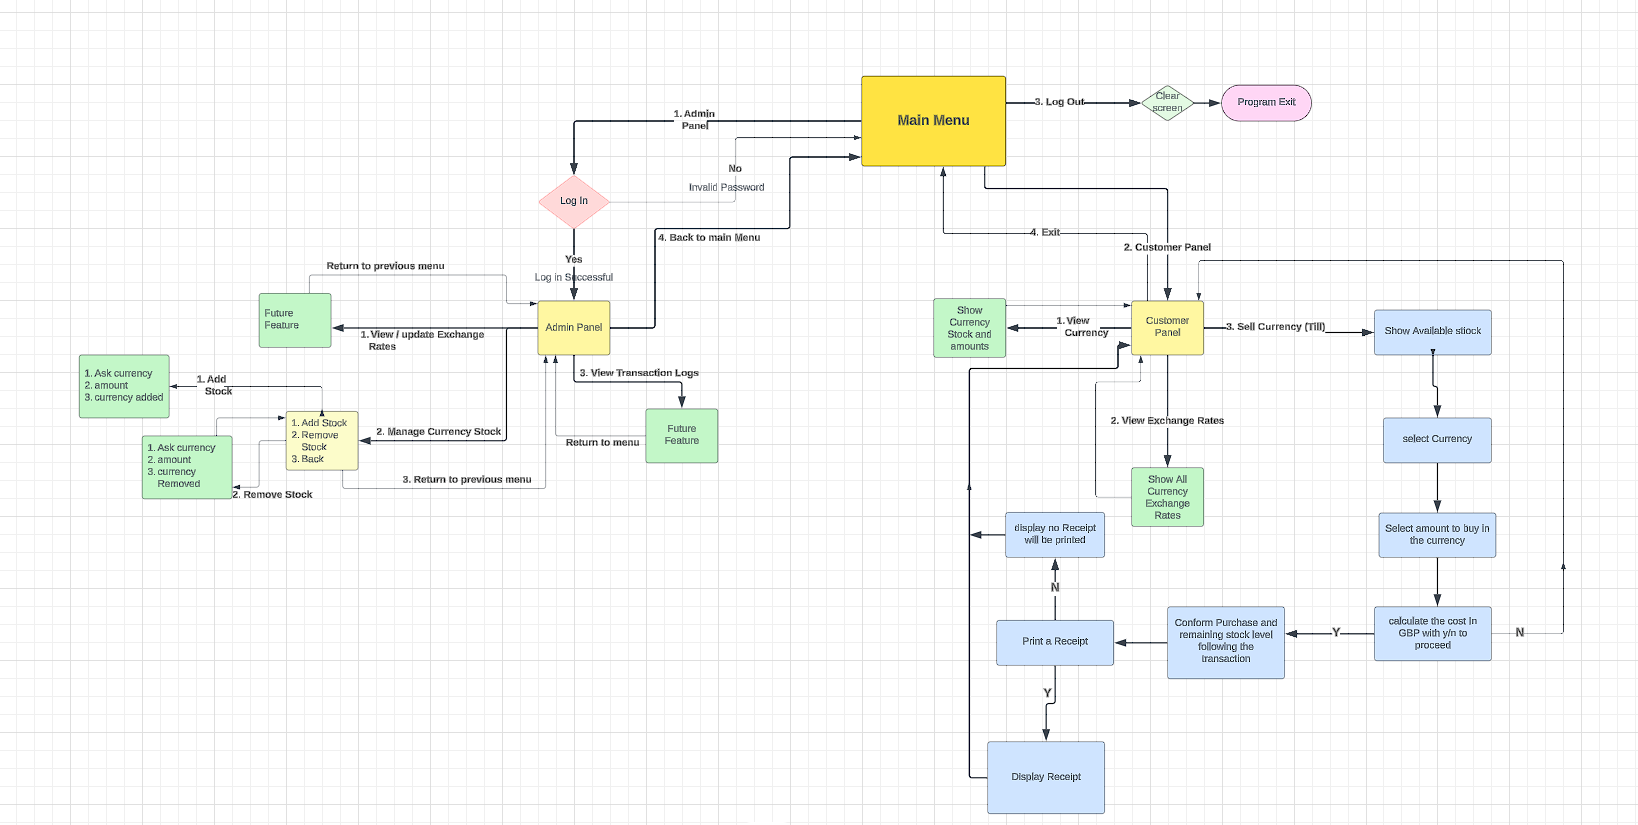 Main Menu
3. Log Out
Clear
screen
Program Exit
1. Admin
Panel
No
Invalid Password
Log In
4. Back to main Menu
Yes
Log in Successful
4. Exit
2. Customer Panel
Return to previous menu
Future
Feature
1. View / update Exchange
Rates
Admin Panel
Show
Currency
Stock and
amounts
1. View
Currency
Customer
Panel
3. Sell Currency (Till)
Show Available stiock
1. Ask currency
2. amount
3. currency added
1. Add
Stock
3. View Transaction Logs
1. Add Stock
2. Remove
Stock
3. Back
2. Manage Currency Stock
Return to menu
Future
Feature
2. View Exchange Rates
select Currency
1. Ask currency
2. amount
3. currency
Removed
2. Remove Stock
3. Return to previous menu
Show All
Currency
Exchange
Rates
display no Receipt
will be printed
Select amount to buy in
the currency
N
Print a Receipt
Conform Purchase and
remaining stock level
following the
transaction
Y
calculate the cost in
GBP with y/n to
proceed
N
Y
Display Receipt